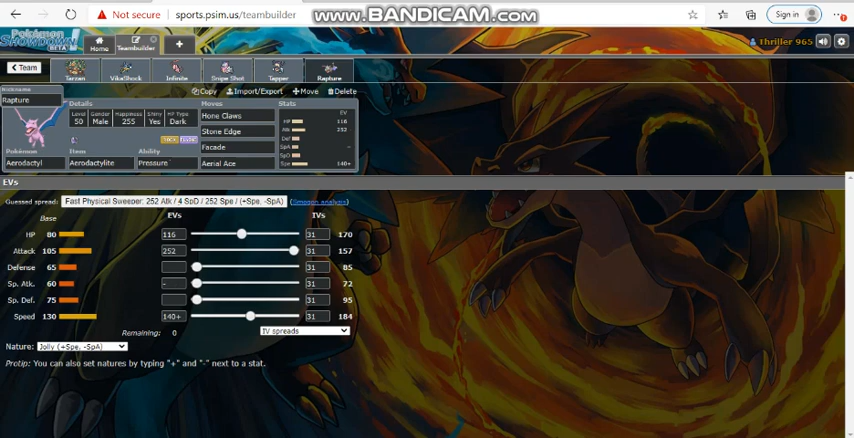 Not secure
sports.psim.us/teambuilder
WWW.BANDICAM.COM
Sign in
Pokémon
SHOWDOWN!
BETA
Home
Teambuilder
Thriller 965
Team
Tarzan
VikaShock
Infinite
Snipe Shot
Tapper
Rapture
Copy
Import/Export
Move
Delete
Nickname
Rapture
Details
Level Gender Happiness Shiny HP Type
50 Male 255 Yes Dark
ROCK FLYING
Pokémon Item Ability
Aerodactyl Aerodactylite Pressure
Moves
Hone Claws
Stone Edge
Facade
Aerial Ace
Stats
EV
HP 116
Atk 252
Def
SpA -
SpD
Spe 140+
EVs
Guessed spread: Fast Physical Sweeper: 252 Atk / 4 SpD / 252 Spe / (+Spe, -SpA) (Smogon analysis)
Base EVs IVs
HP 80 116 31 170
Attack 105 252 31 157
Defense 65 31 85
Sp. Atk. 60 - 31 72
Sp. Def. 75 31 95
Speed 130 140+ 31 184
Remaining: 0 IV spreads
Nature: Jolly (+Spe, -SpA)
Protip: You can also set natures by typing "+" and "-" next to a stat.